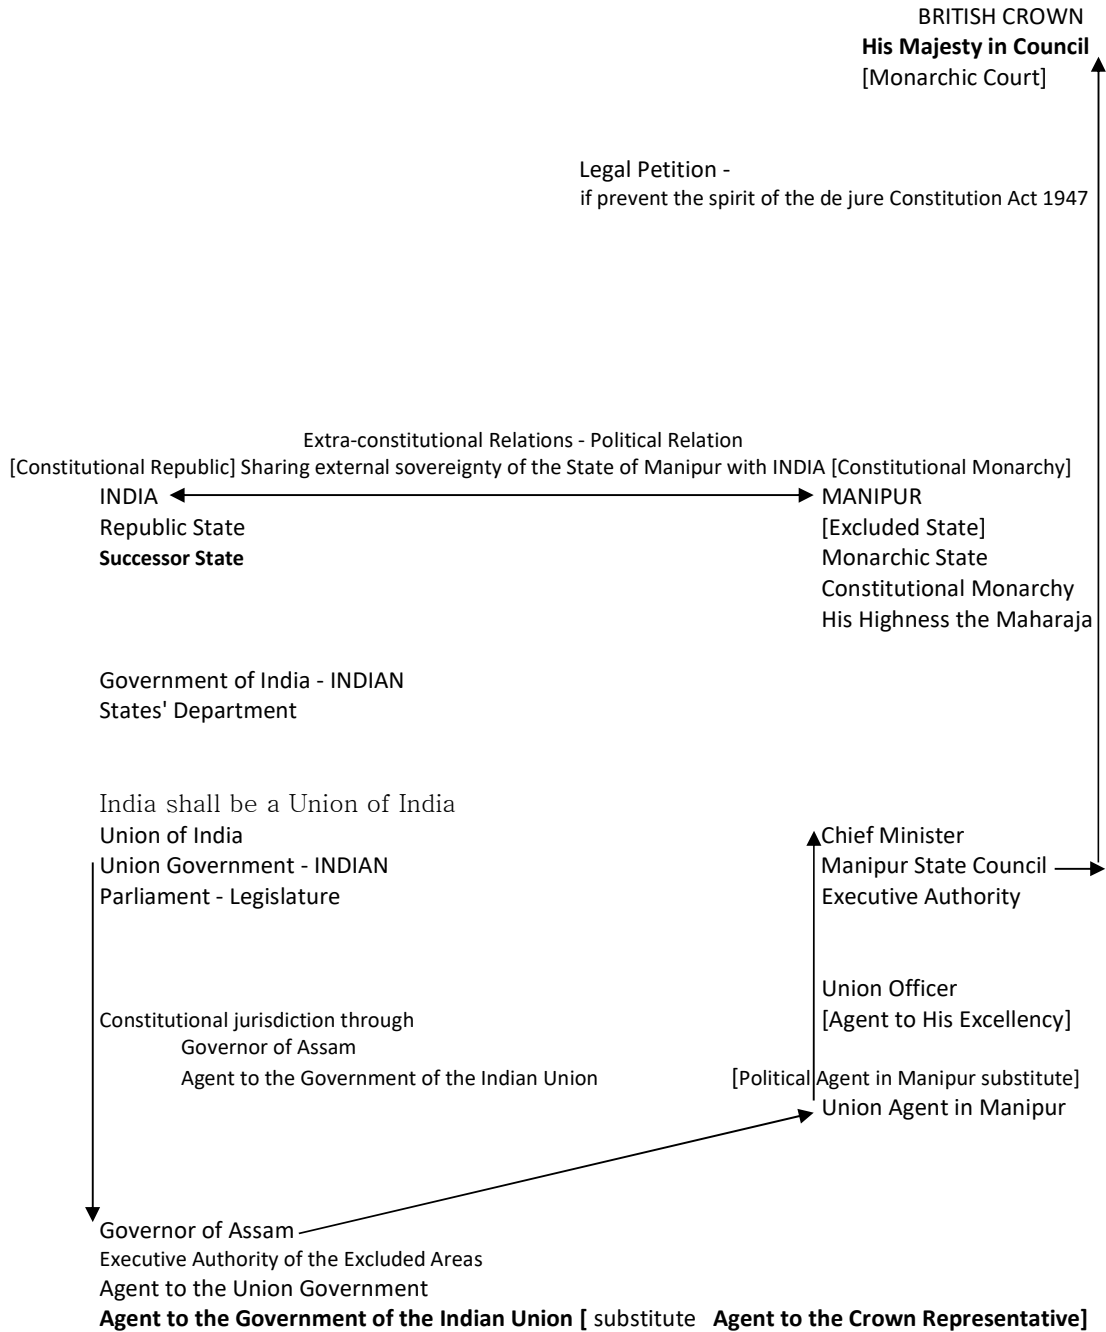 BRITISH CROWN
His Majesty in Council
[Monarchic Court]
Legal Petition -
if prevent the spirit of the de jure Constitution Act 1947
Extra-constitutional Relations - Political Relation
[Constitutional Republic] Sharing external sovereignty of the State of Manipur with INDIA [Constitutional Monarchy]
INDIA
Republic State
Successor State
MANIPUR
[Excluded State]
Monarchic State
Constitutional Monarchy
His Highness the Maharaja
Government of India - INDIAN
States' Department
India shall be a Union of India
Union of India
Union Government - INDIAN
Parliament - Legislature
Chief Minister
Manipur State Council
Executive Authority
Union Officer
[Agent to His Excellency]
Constitutional jurisdiction through
Governor of Assam
Agent to the Government of the Indian Union
[Political Agent in Manipur substitute]
Union Agent in Manipur
Governor of Assam
Executive Authority of the Excluded Areas
Agent to the Union Government
Agent to the Government of the Indian Union [ substitute Agent to the Crown Representative]